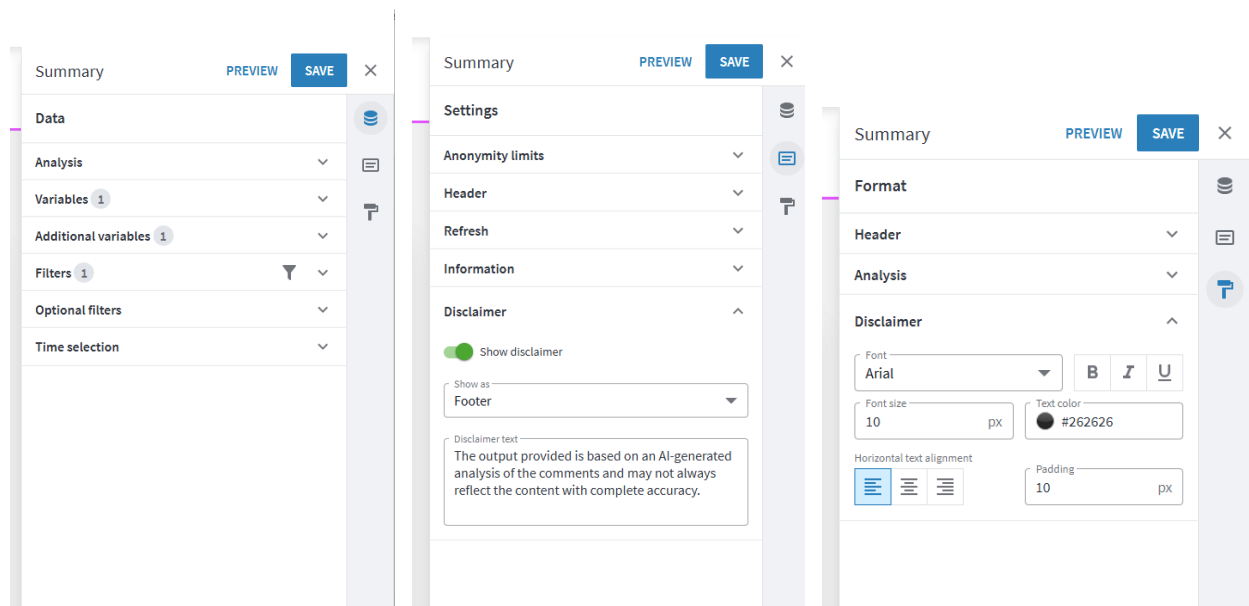 Summary
PREVIEW
SAVE
Data
Analysis
Variables 1
Additional variables 1
Filters 1
Optional filters
Time selection
Summary
PREVIEW
SAVE
Settings
Anonymity limits
Header
Refresh
Information
Disclaimer
Show disclaimer
Show as
Footer
Disclaimer text
The output provided is based on an AI-generated
analysis of the comments and may not always
reflect the content with complete accuracy.
Summary
PREVIEW
SAVE
Format
Header
Analysis
Disclaimer
Font
Arial
B I U
Font size
10 px
Text color
#262626
Horizontal text alignment
Padding
10 px